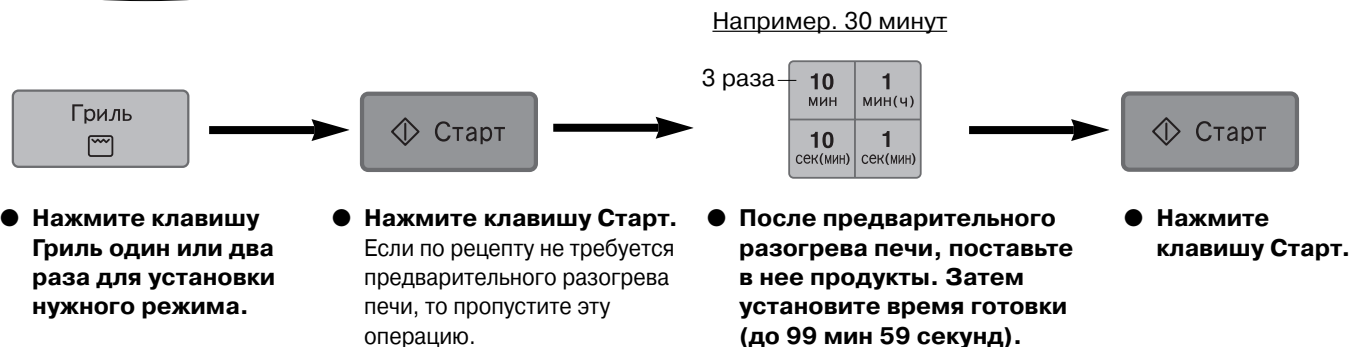 Например. 30 минут
Гриль
Старт
3 раза
10
мин
1
мин(ч)
10
сек(мин)
1
сек(мин)
Старт
● Нажмите клавишу
Гриль один или два
раза для установки
нужного режима.
● Нажмите клавишу Старт.
Если по рецепту не требуется
предварительного разогрева
печи, то пропустите эту
операцию.
● После предварительного
разогрева печи, поставьте
в нее продукты. Затем
установите время готовки
(до 99 мин 59 секунд).
● Нажмите
клавишу Старт.